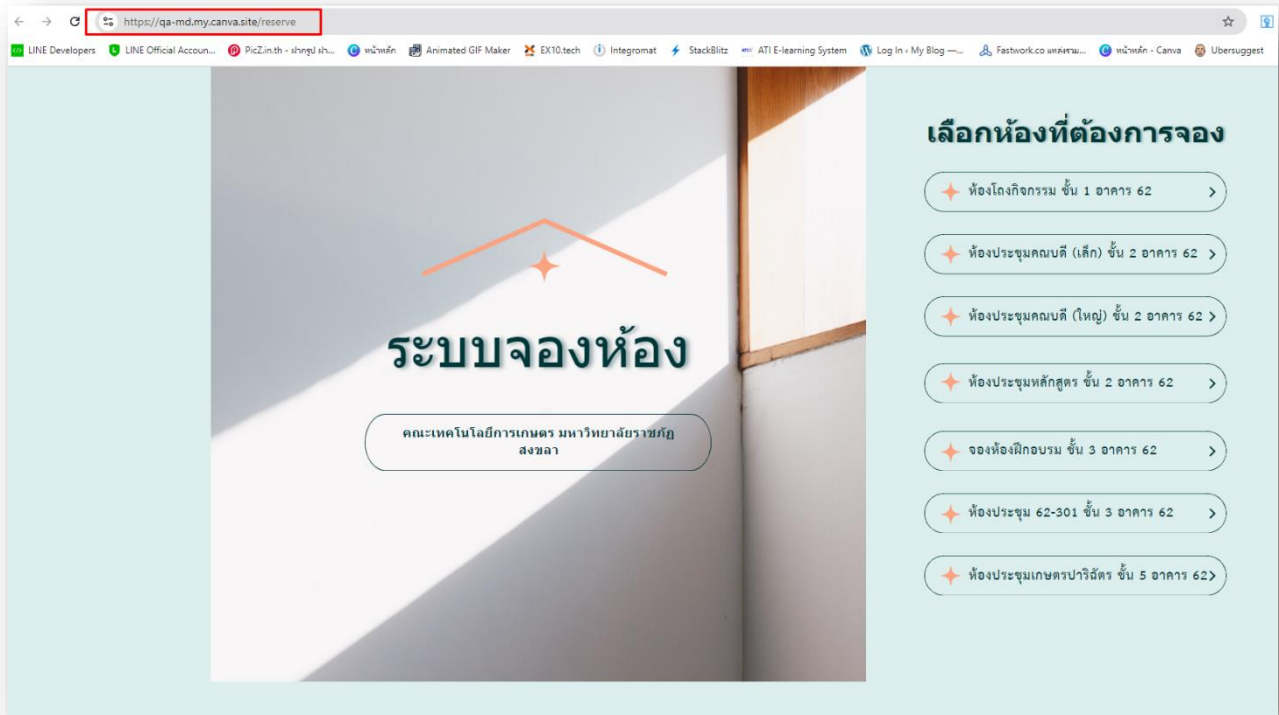 https://qa-md.my.canva.site/reserve
LINE Developers LINE Official Accoun... PicZ.in.th - ฝากรูป ฝา... หน้าหลัก Animated GIF Maker EX10.tech Integromat StackBlitz ATI E-learning System Log In ‹ My Blog —... Fastwork.co แหล่งรวม... หน้าหลัก - Canva Ubersuggest
เลือกห้องที่ต้องการจอง
ห้องโถงกิจกรรม ชั้น 1 อาคาร 62
ห้องประชุมคณบดี (เล็ก) ชั้น 2 อาคาร 62
ห้องประชุมคณบดี (ใหญ่) ชั้น 2 อาคาร 62
ห้องประชุมหลักสูตร ชั้น 2 อาคาร 62
จองห้องฝึกอบรม ชั้น 3 อาคาร 62
ห้องประชุม 62-301 ชั้น 3 อาคาร 62
ห้องประชุมเกษตรปาริฉัตร ชั้น 5 อาคาร 62
ระบบจองห้อง
คณะเทคโนโลยีการเกษตร มหาวิทยาลัยราชภัฏ
สงขลา